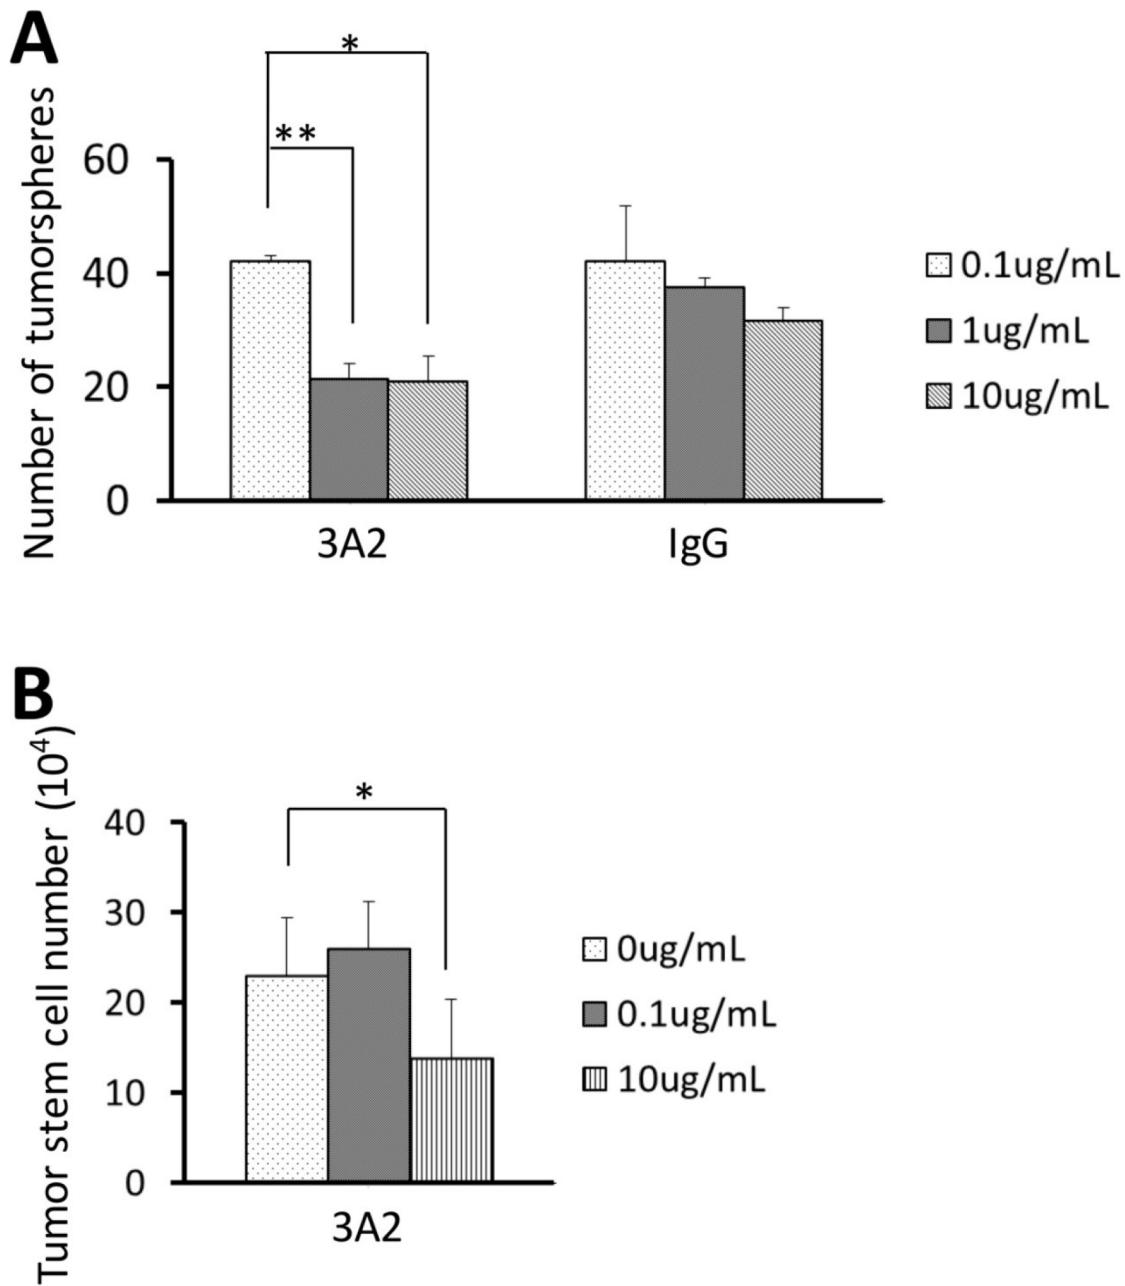 A
Number of tumorspheres
*
**
60
40
20
0
3A2
IgG
0.1ug/mL
1ug/mL
10ug/mL
B
Tumor stem cell number (10⁴)
*
40
30
20
10
0
3A2
0ug/mL
0.1ug/mL
10ug/mL